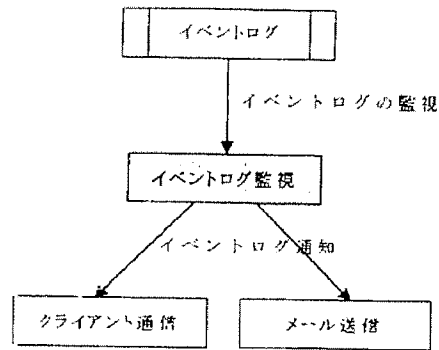 イベントログ
イベントログの監視
イベントログ監視
イベントログ通知
クライアント通信
メール送信